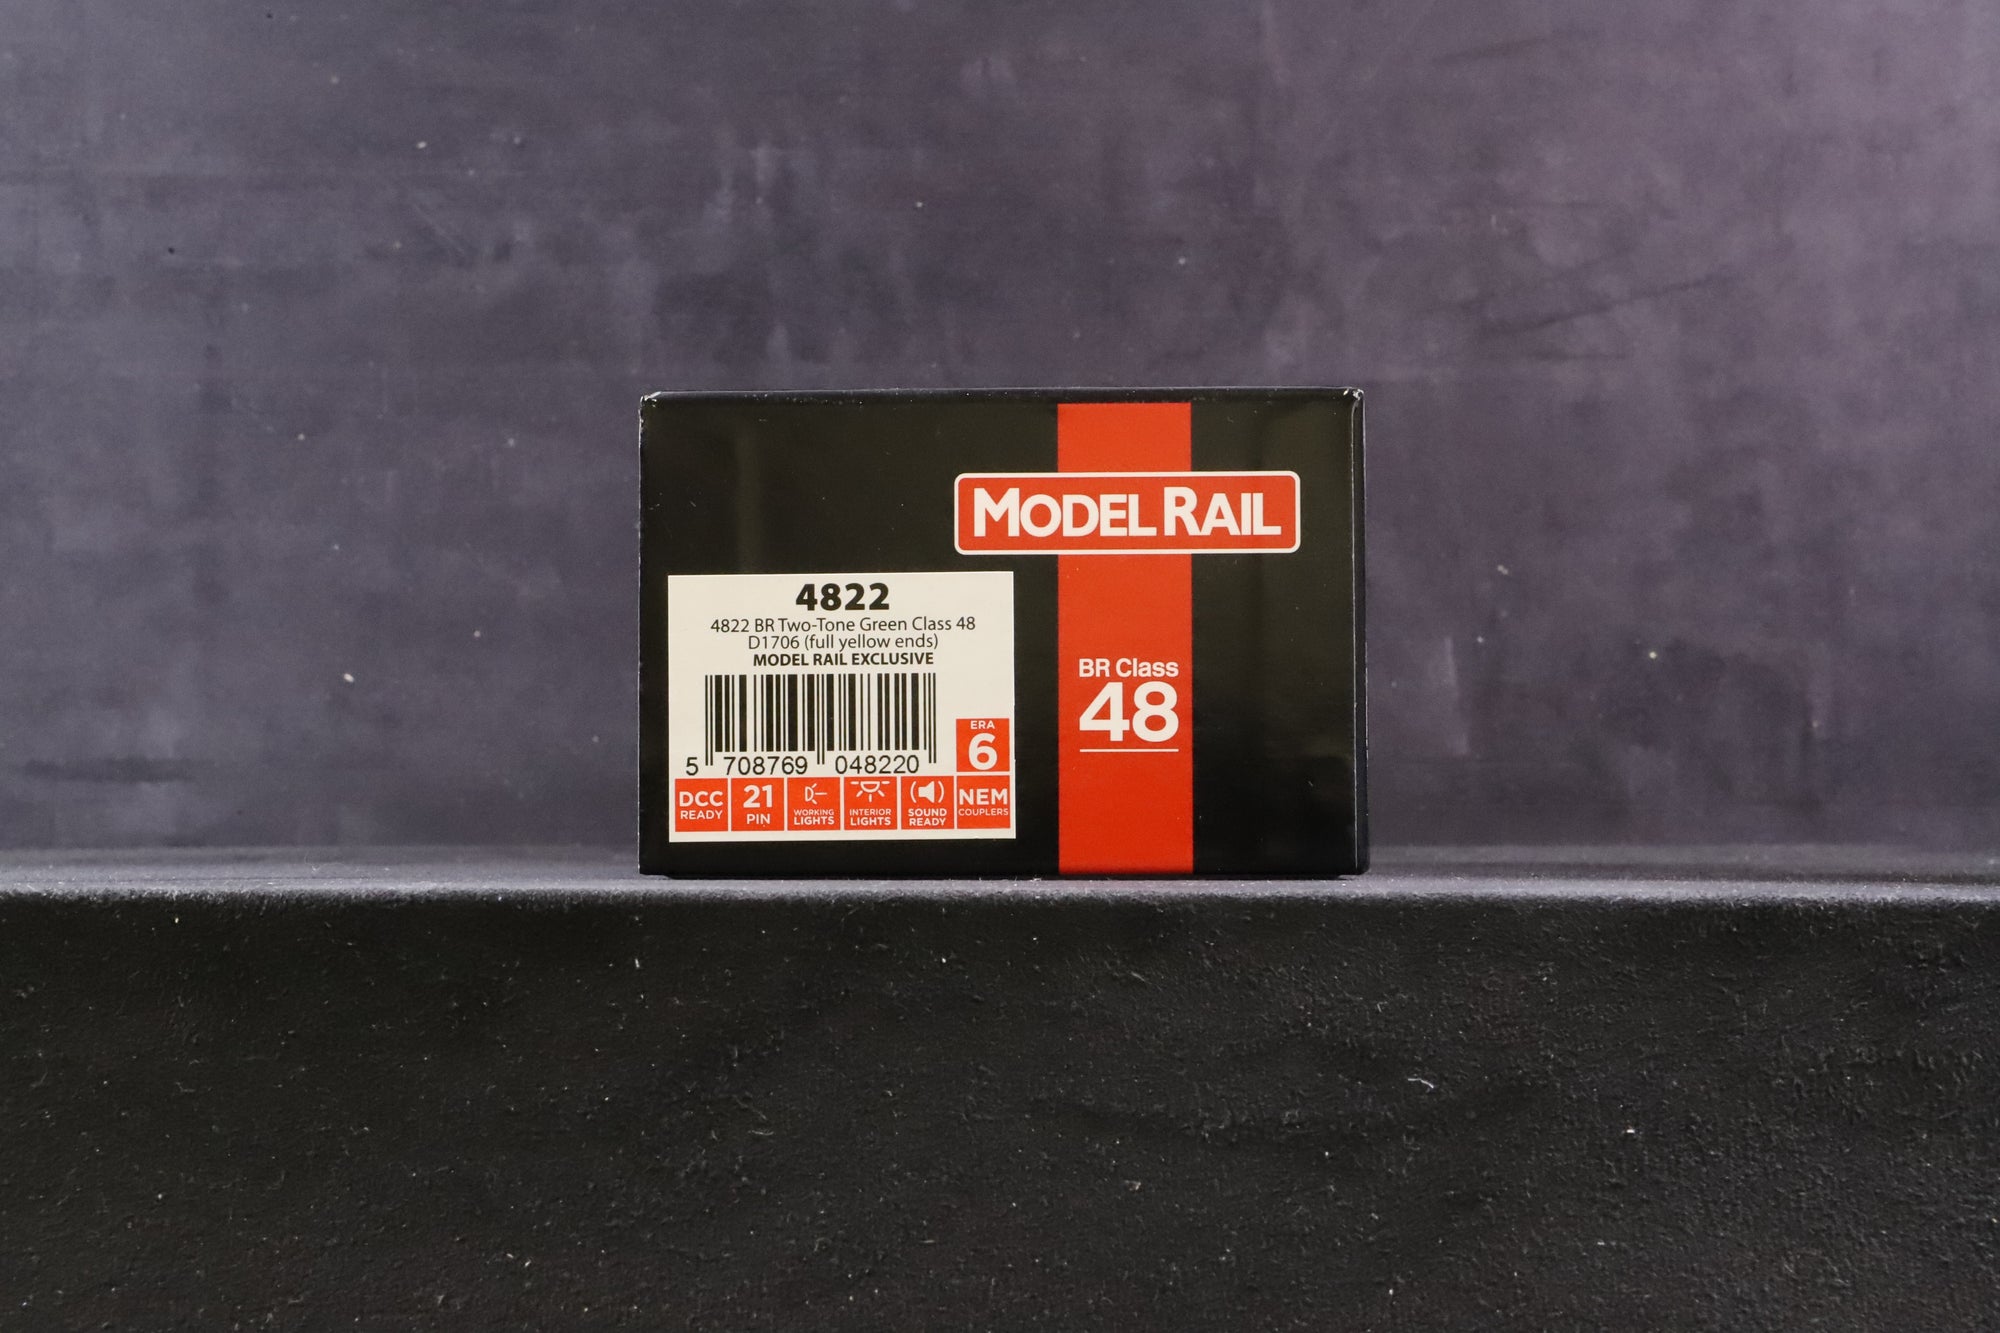 MODEL RAIL
4822
4822 BR Two-Tone Green Class 48
D1706 (full yellow ends)
MODEL RAIL EXCLUSIVE
5 708769 048220
ERA
6
DCC
READY
21
PIN
WORKING
LIGHTS
INTERIOR
LIGHTS
SOUND
READY
NEM
COUPLERS
BR Class
48